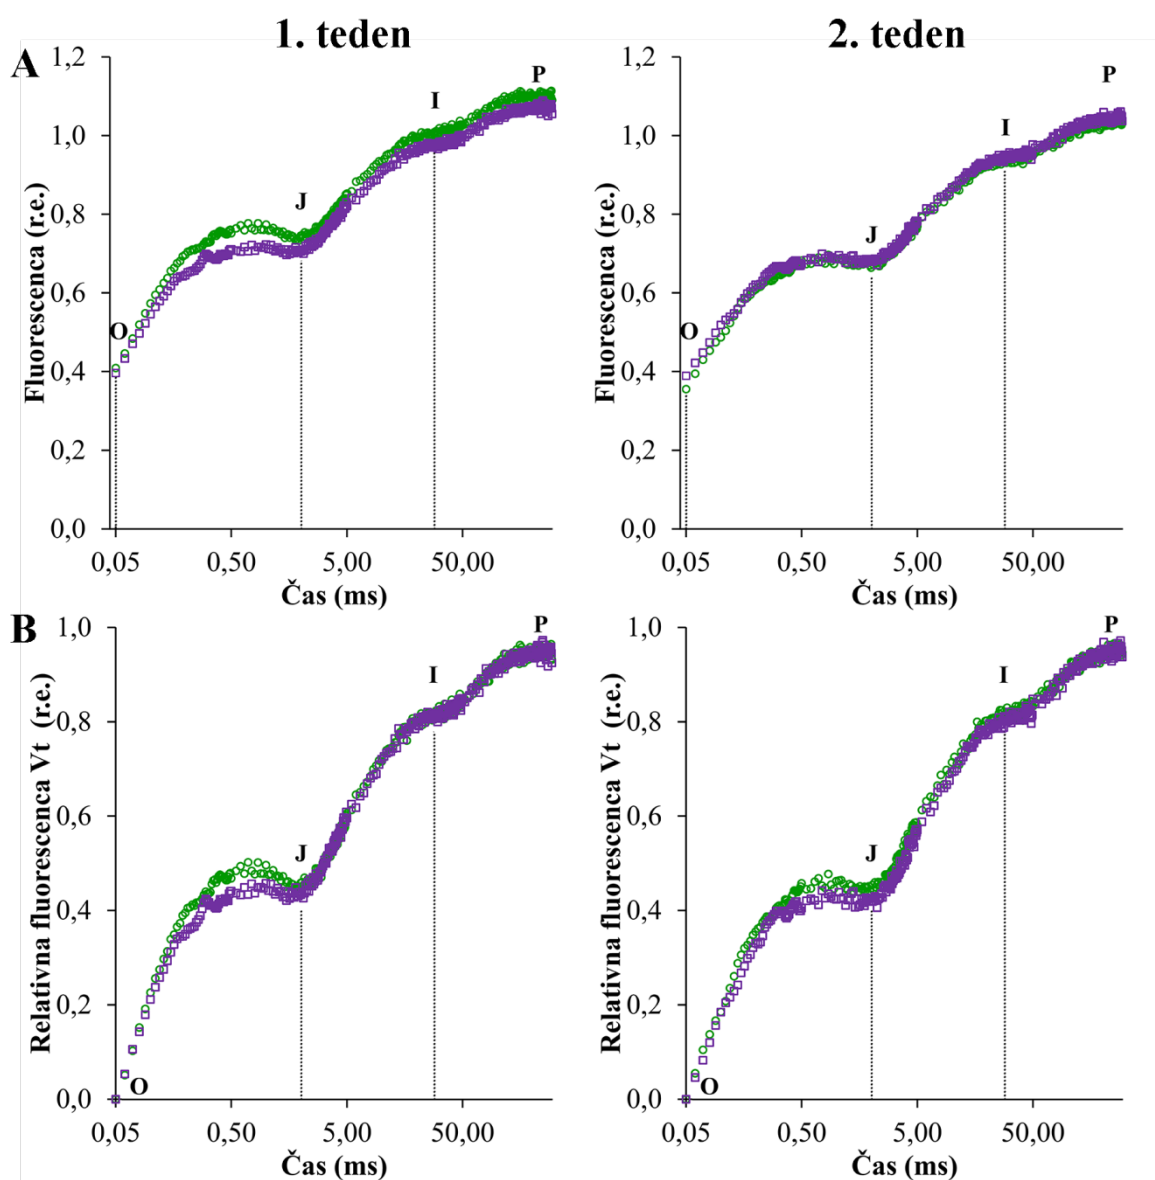 1. teden
2. teden
A
1,2
1,0
0,8
0,6
0,4
0,2
0,0
Fluorescenca (r.e.)
O
J
I
P
0,05
0,50
5,00
50,00
Čas (ms)
1,2
1,0
0,8
0,6
0,4
0,2
0,0
Fluorescenca (r.e.)
O
J
I
P
0,05
0,50
5,00
50,00
Čas (ms)
B
1,0
0,8
0,6
0,4
0,2
0,0
Relativna fluorescenca Vt (r.e.)
O
J
I
P
0,05
0,50
5,00
50,00
Čas (ms)
1,0
0,8
0,6
0,4
0,2
0,0
Relativna fluorescenca Vt (r.e.)
O
J
I
P
0,05
0,50
5,00
50,00
Čas (ms)